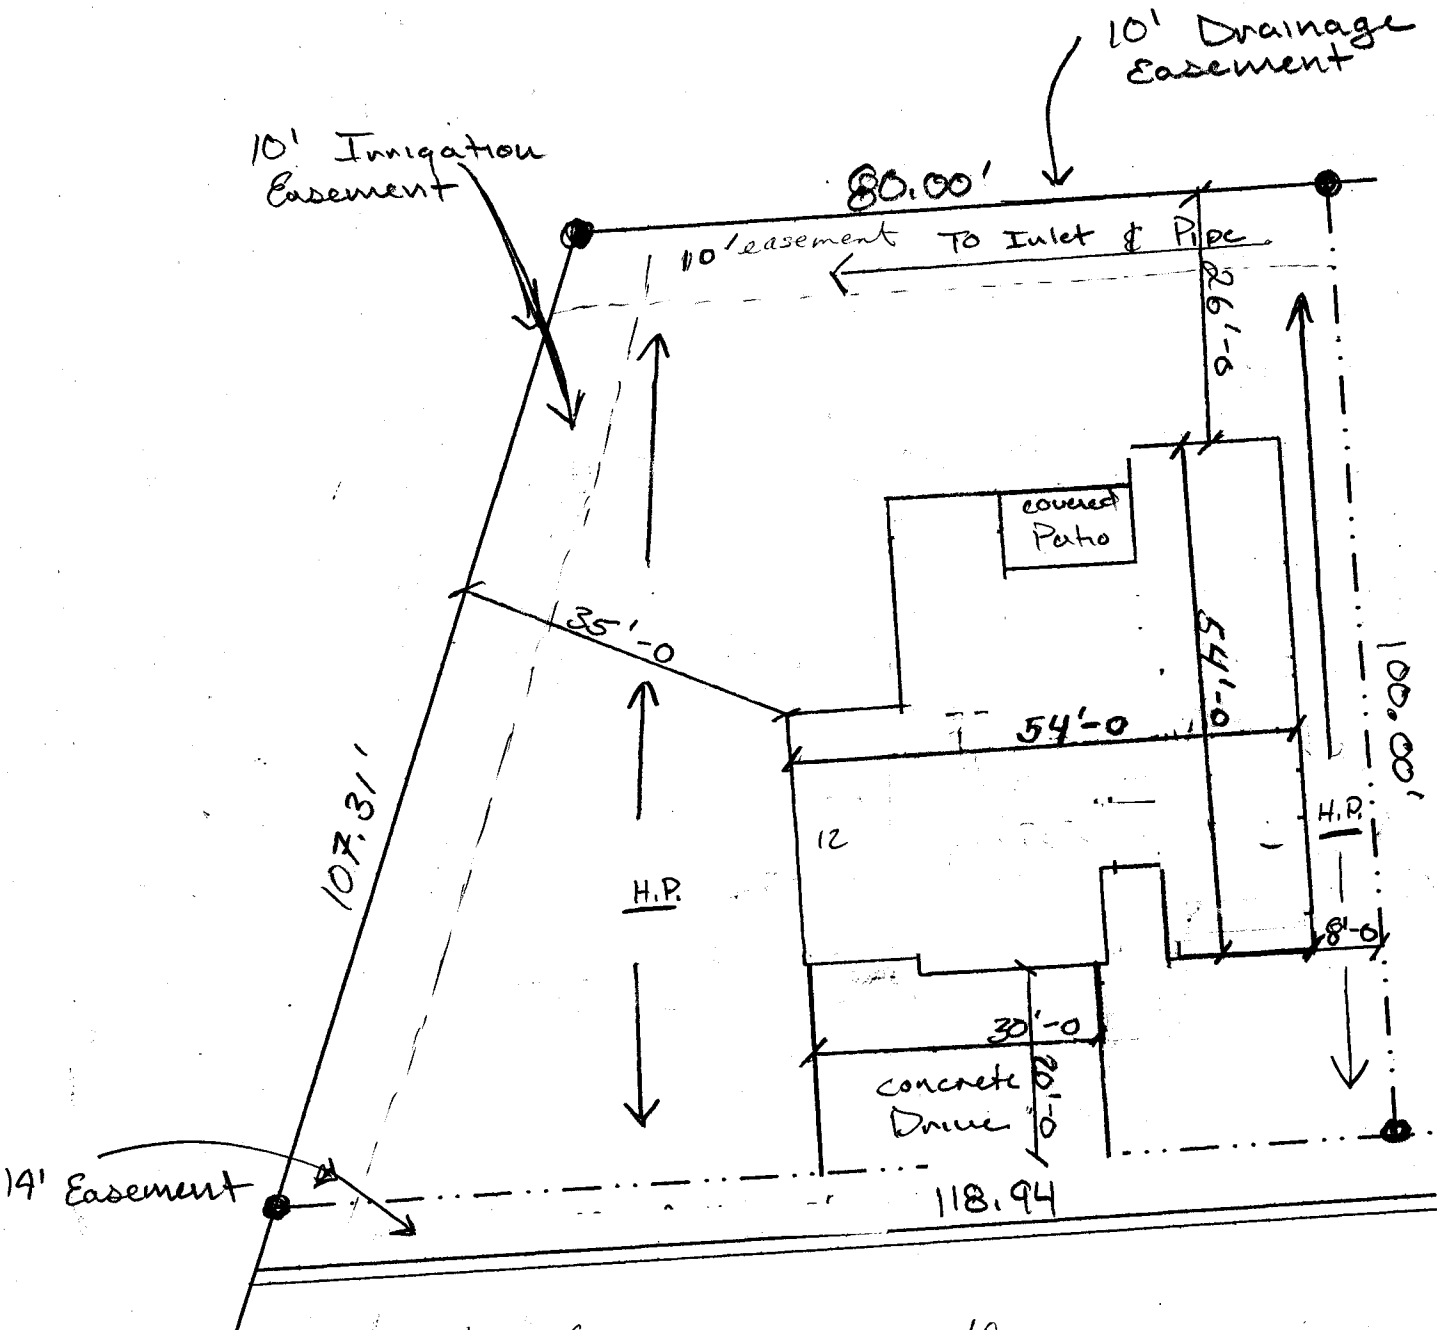 10' Drainage
Easement
10' Irrigation
Easement
80.00'
10' easement To Inlet & Pipe
26'-0
covered
Patio
35'-0
54'-0
54'-0
100.00'
107.31'
12
H.P.
H.P.
8'-0
30'-0
concrete
Drive
20'-0
14' Easement
118.94